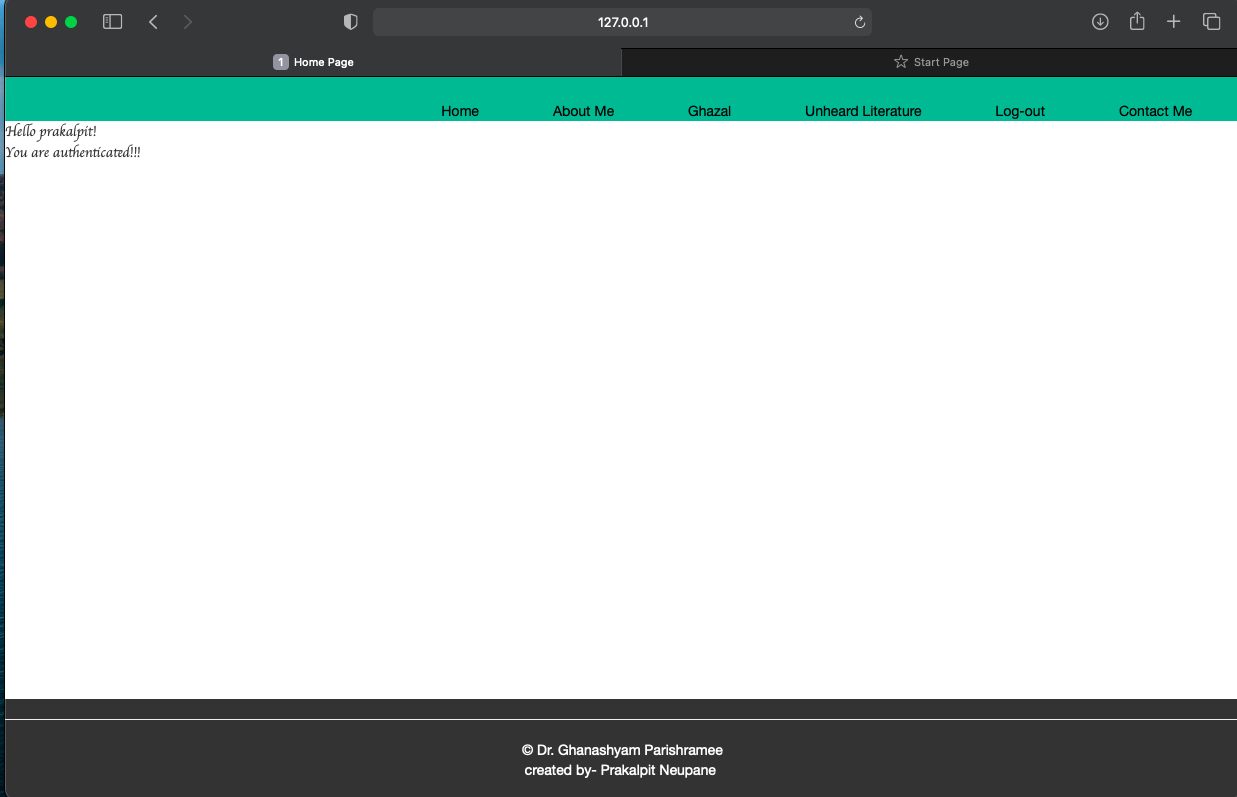 127.0.0.1
1 Home Page
Start Page
Home About Me Ghazal Unheard Literature Log-out Contact Me
Hello prakalpit!
You are authenticated!!!
© Dr. Ghanashyam Parishramee
created by- Prakalpit Neupane